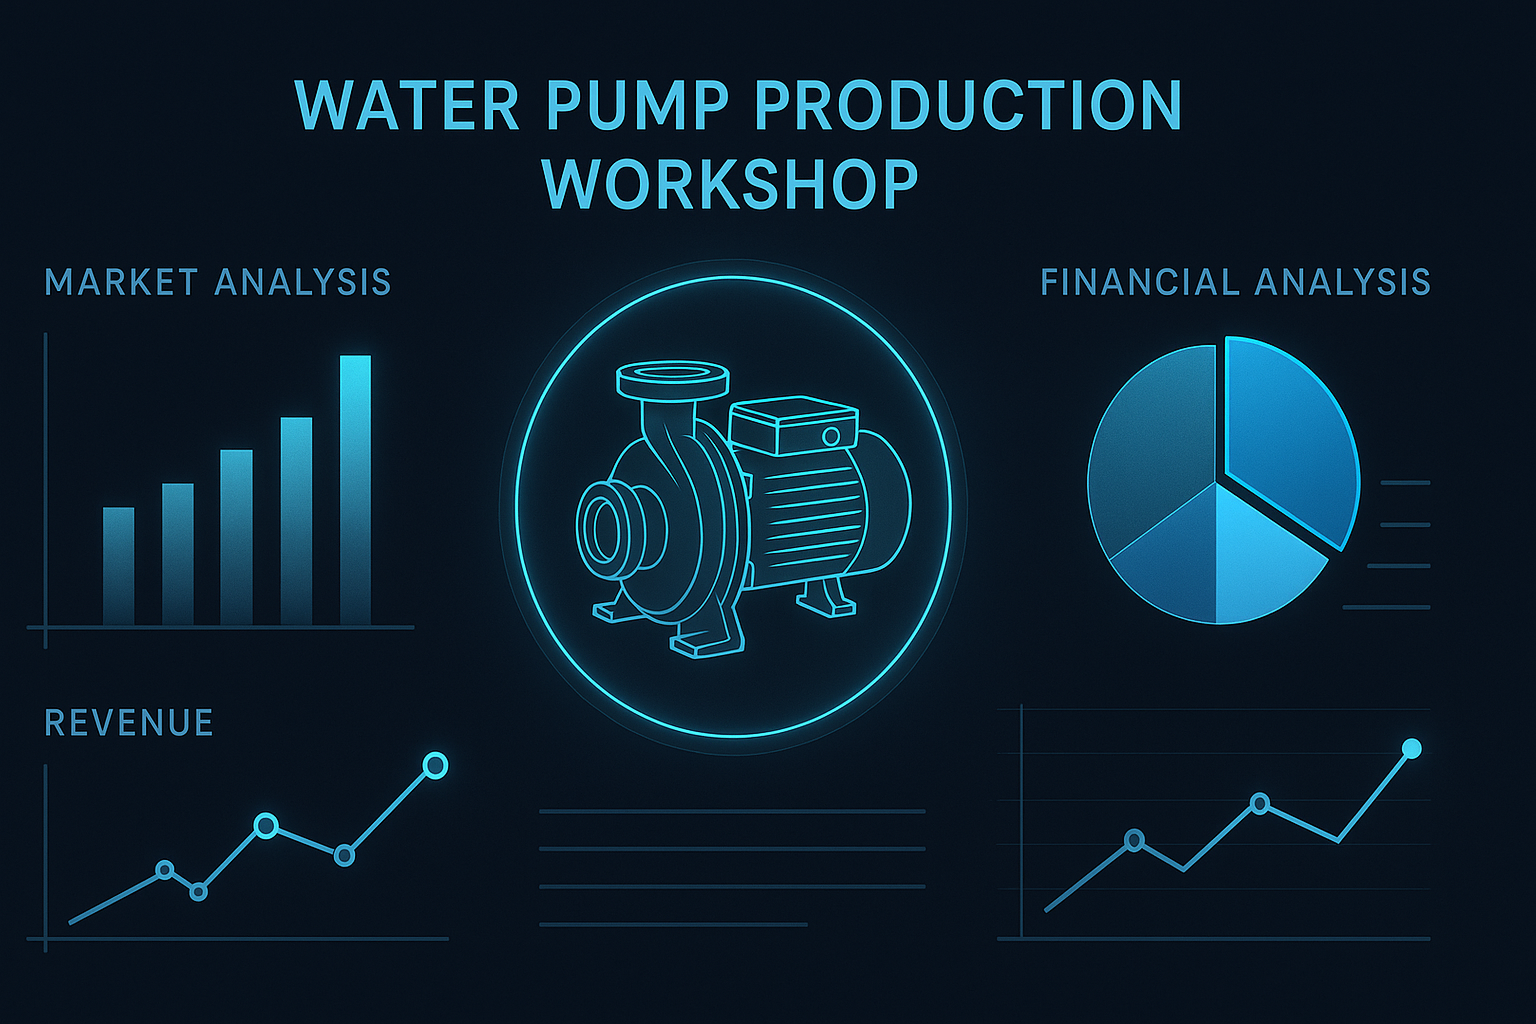 WATER PUMP PRODUCTION
WORKSHOP
MARKET ANALYSIS
FINANCIAL ANALYSIS
REVENUE